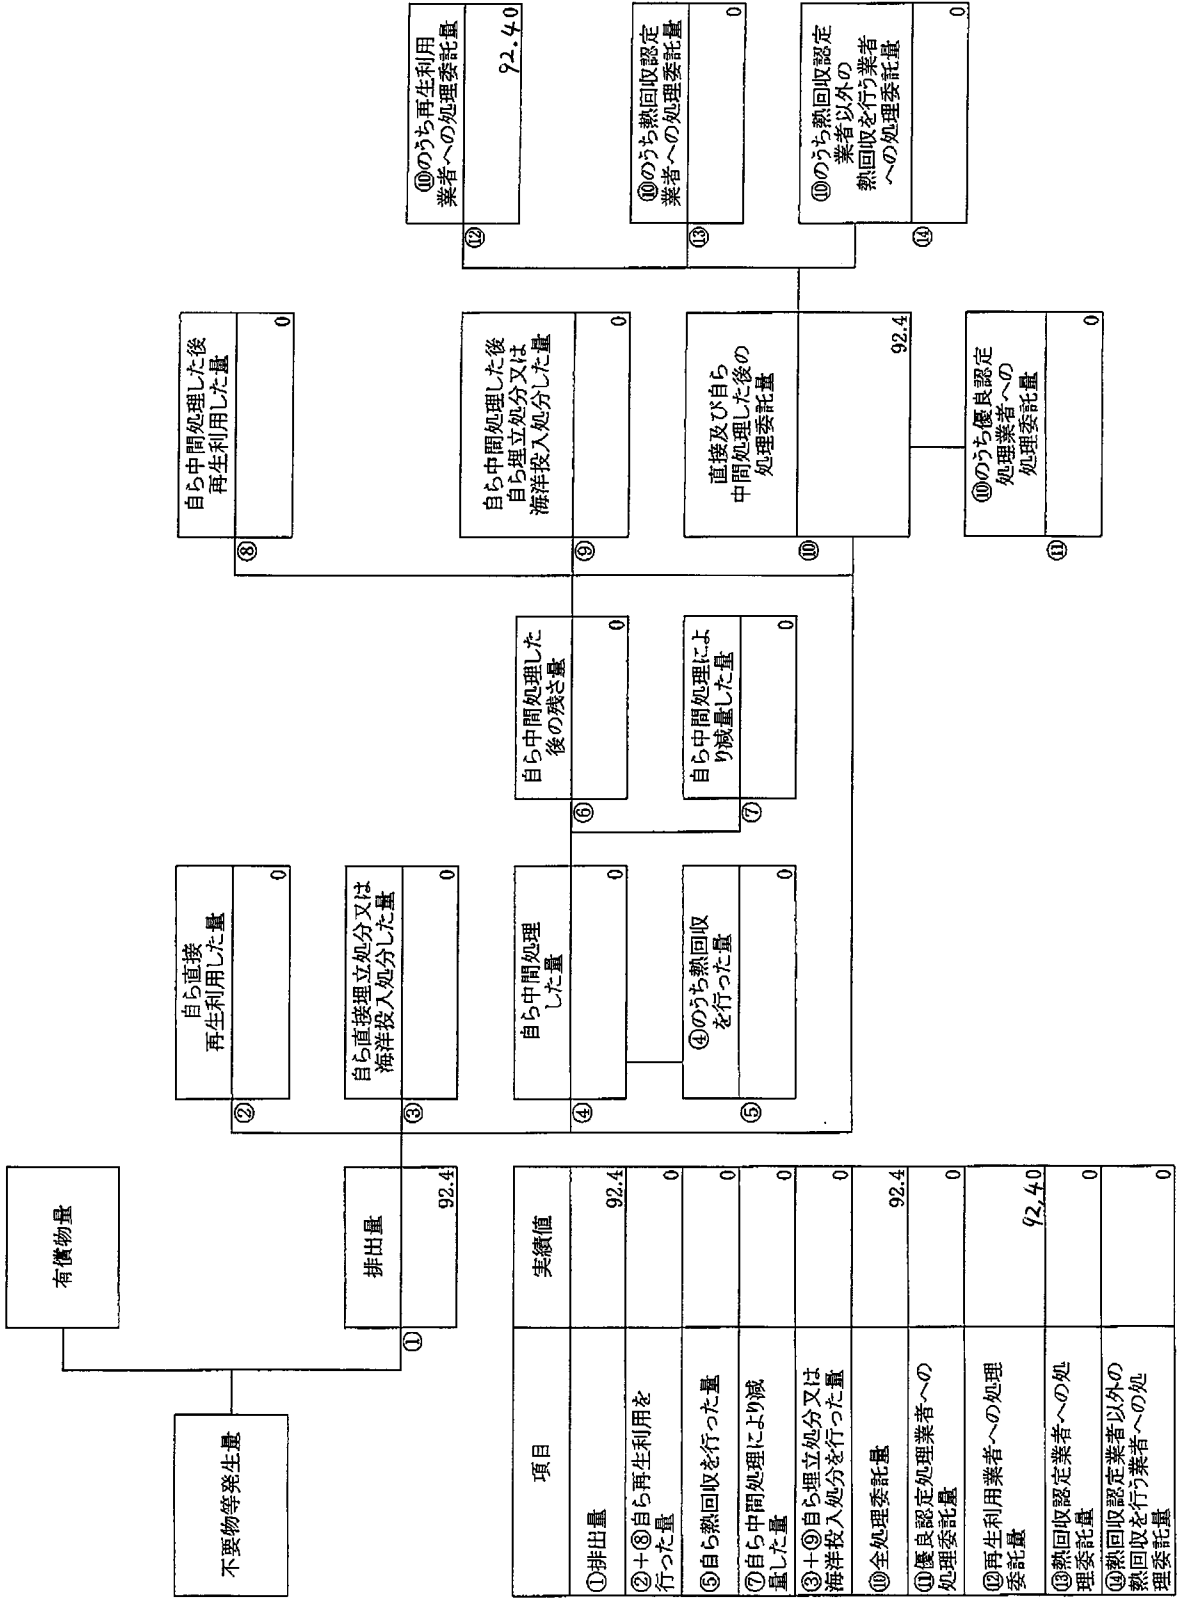 不要物等発生量
有償物量
排出量
①
92.4
自ら直接
再生利用した量
②
0
自ら直接埋立処分又は
海洋投入処分した量
③
0
自ら中間処理
した量
④
0
④のうち熱回収
を行った量
⑤
0
自ら中間処理した
後の残さ量
⑥
0
自ら中間処理によ
り減量した量
⑦
0
自ら中間処理した後
再生利用した量
⑧
0
自ら中間処理した後
自ら埋立処分又は
海洋投入処分した量
⑨
0
直接及び自ら
中間処理した後の
処理委託量
⑩
92.4
⑩のうち優良認定
処理業者への
処理委託量
⑪
0
⑩のうち再生利用
業者への処理委託量
⑫
92.40
⑩のうち熱回収認定
業者への処理委託量
⑬
0
⑩のうち熱回収認定
業者以外の
熱回収を行う業者
への処理委託量
⑭
0
項目 実績値
①排出量 92.4
②+⑧自ら再生利用を
行った量 0
⑤自ら熱回収を行った量 0
⑦自ら中間処理により減
量した量 0
③+⑨自ら埋立処分又は
海洋投入処分を行った量 0
⑩全処理委託量 92.4
⑪優良認定処理業者への
処理委託量 0
⑫再生利用業者への処理
委託量 92.40
⑬熱回収認定業者への処
理委託量 0
⑭熱回収認定業者以外の
熱回収を行う業者への処
理委託量 0